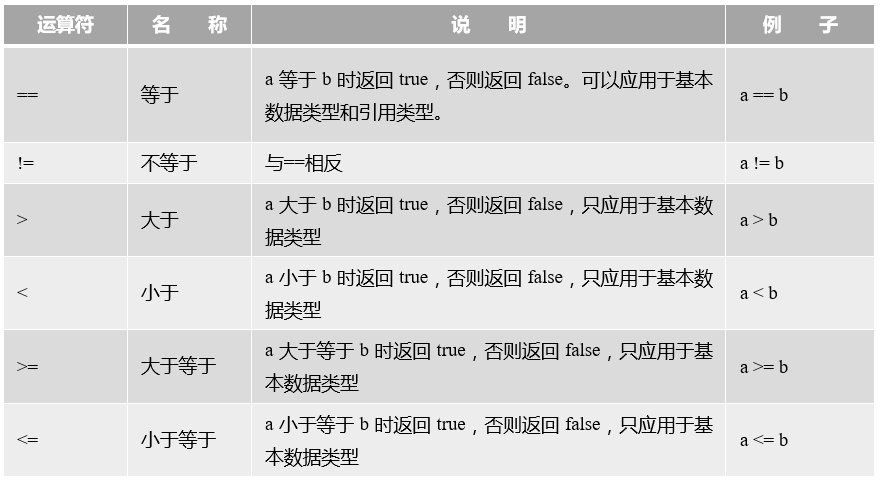 运算符 名 称 说 明 例 子
== 等于 a 等于 b 时返回 true，否则返回 false。可以应用于基本
数据类型和引用类型。 a == b
!= 不等于 与==相反 a != b
> 大于 a 大于 b 时返回 true，否则返回 false，只应用于基本数
据类型 a > b
< 小于 a 小于 b 时返回 true，否则返回 false，只应用于基本数
据类型 a < b
>= 大于等于 a 大于等于 b 时返回 true，否则返回 false，只应用于基
本数据类型 a >= b
<= 小于等于 a 小于等于 b 时返回 true，否则返回 false，只应用于基
本数据类型 a <= b